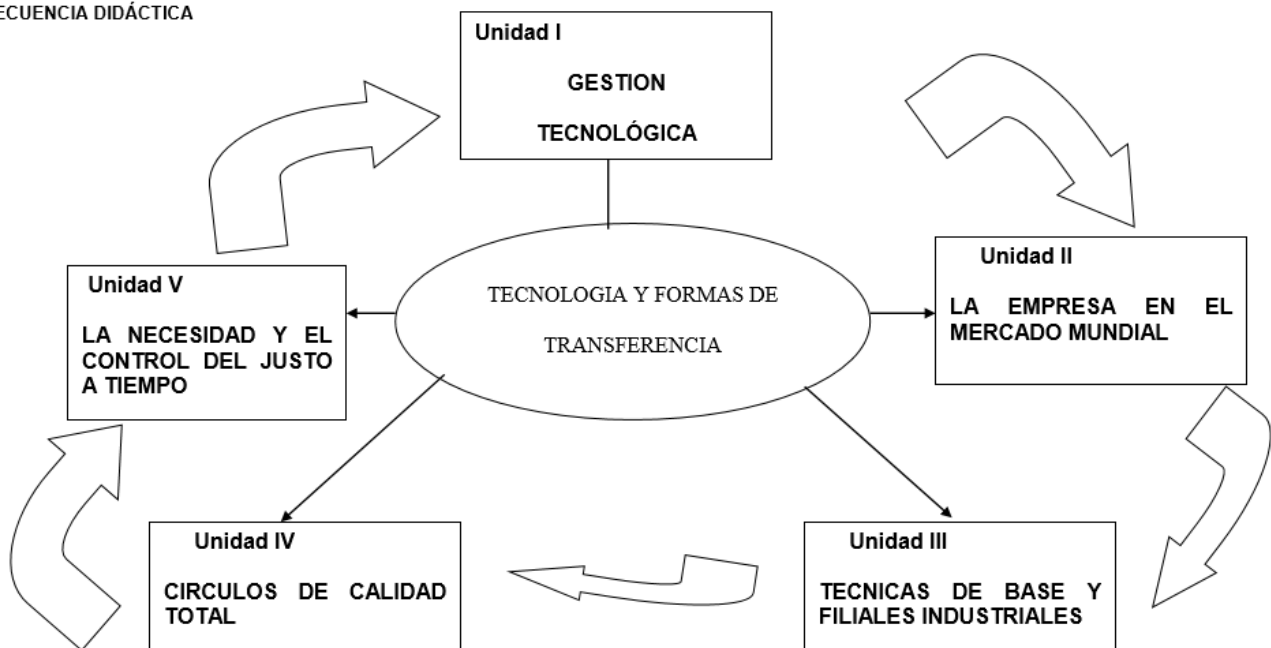 ECUENCIA DIDÁCTICA
Unidad I
GESTION
TECNOLÓGICA
Unidad II
LA EMPRESA EN EL
MERCADO MUNDIAL
TECNOLOGIA Y FORMAS DE
TRANSFERENCIA
Unidad V
LA NECESIDAD Y EL
CONTROL DEL JUSTO
A TIEMPO
Unidad IV
CIRCULOS DE CALIDAD
TOTAL
Unidad III
TECNICAS DE BASE Y
FILIALES INDUSTRIALES